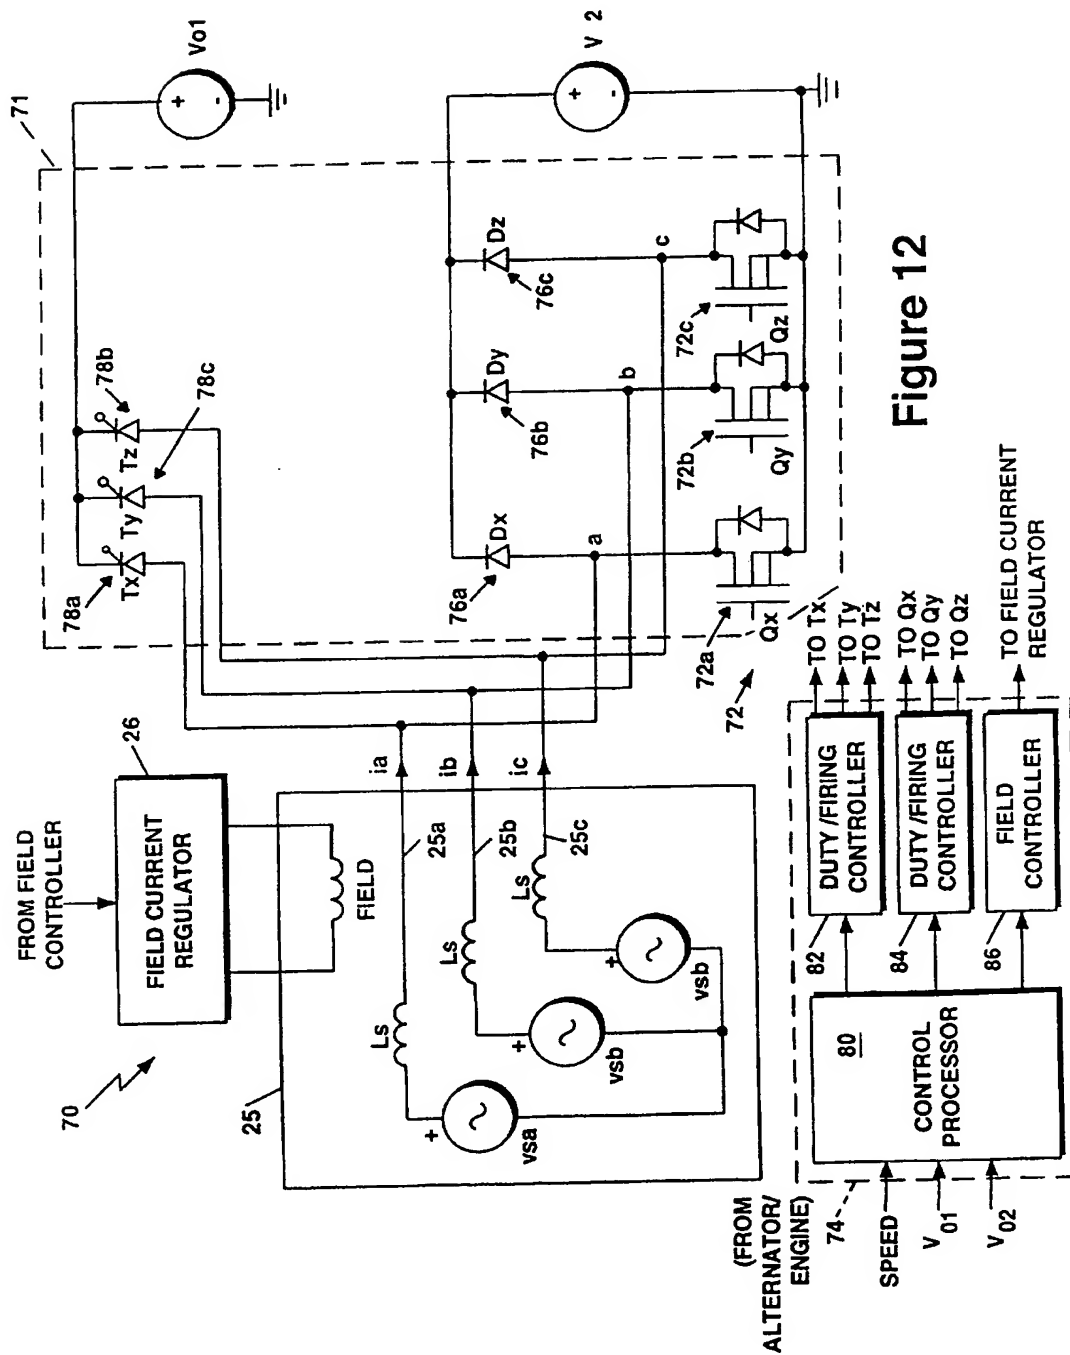 FROM FIELD
CONTROLLER
26
FIELD CURRENT
REGULATOR
70
FIELD
25
vsa
vsb
vsb
+
+
+
Ls
Ls
Ls
25a
25b
25c
ia
ib
ic
71
78a
78b
78c
Tx
Ty
Tz
Vo1
+
-
76a
76b
76c
Dx
Dy
Dz
V 2
+
-
a
b
c
72
72a
72b
72c
Qx
Qy
Qz
(FROM
ALTERNATOR/
ENGINE)
74
SPEED
V01
V02
80
CONTROL
PROCESSOR
82
DUTY/FIRING
CONTROLLER
TO Tx
TO Ty
TO Tz
84
DUTY/FIRING
CONTROLLER
TO Qx
TO Qy
TO Qz
86
FIELD
CONTROLLER
TO FIELD CURRENT
REGULATOR
Figure 12